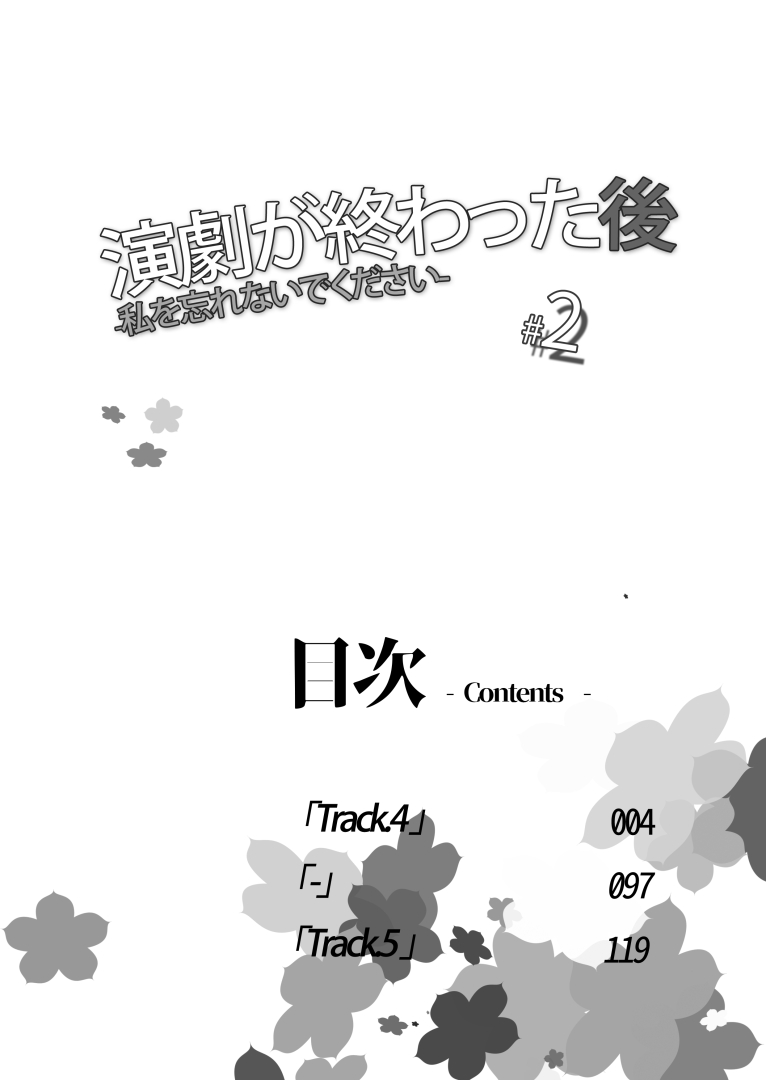 演劇が終わった後
-私を忘れないでください-
#2
目次 - Contents -
「Track.4」 004
「-」 097
「Track.5」 119